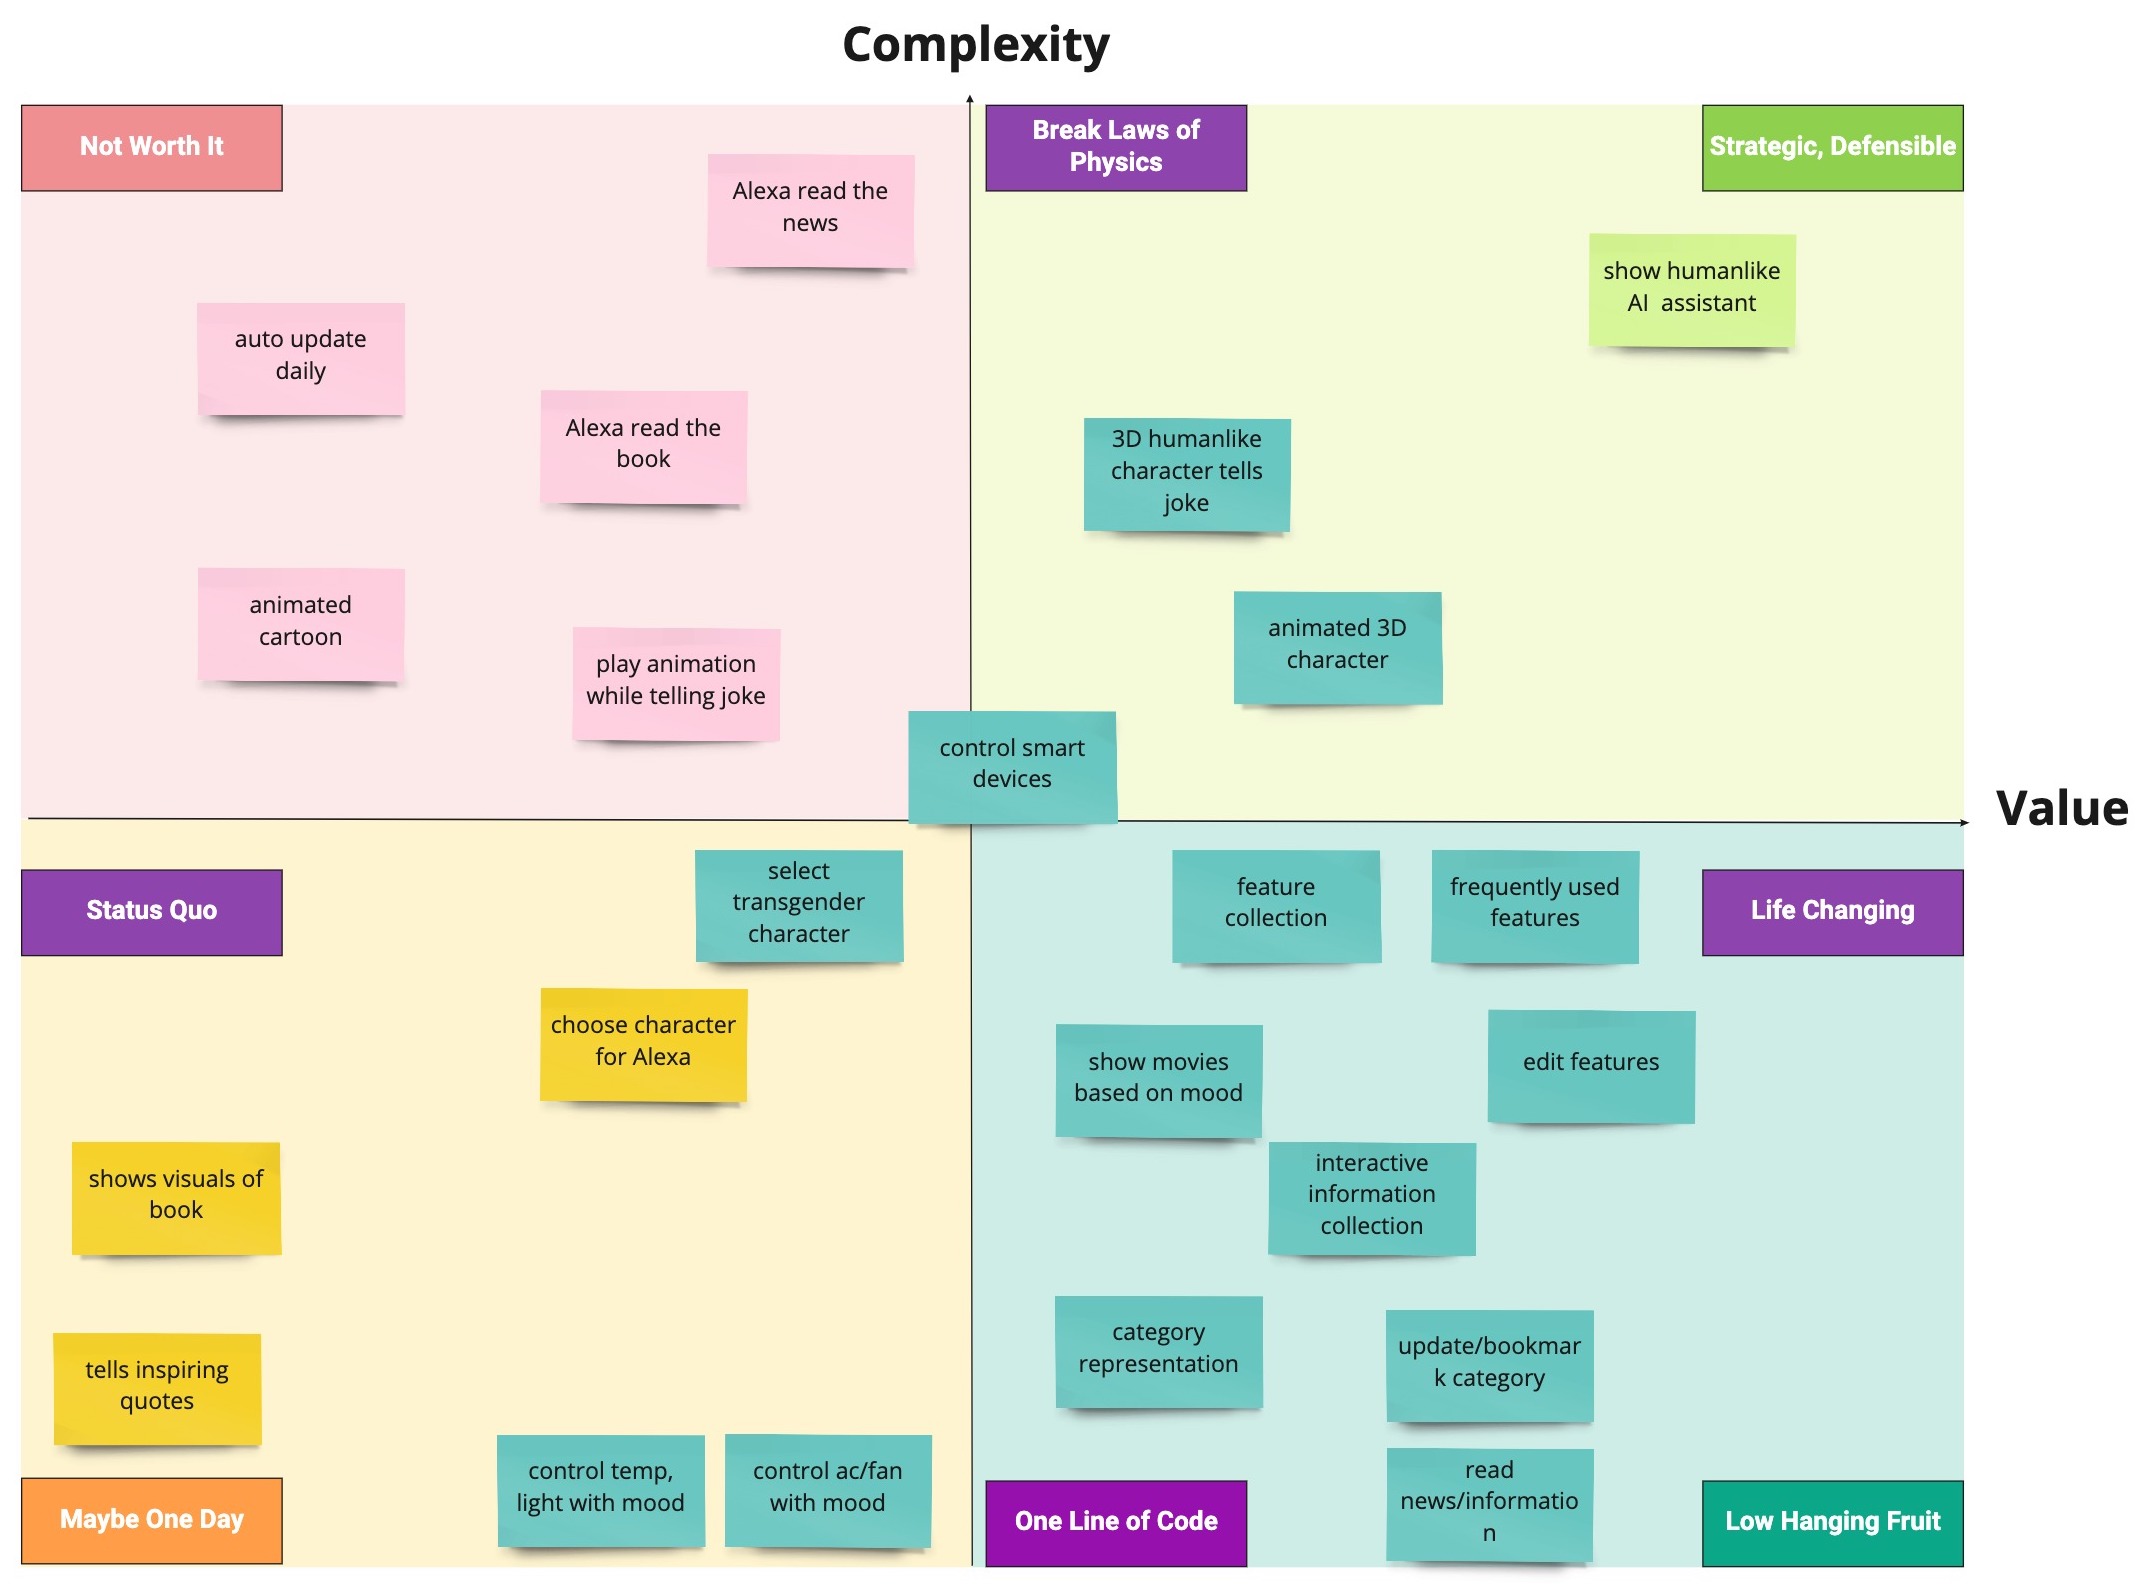 Complexity
Not Worth It
Break Laws of
Physics
Strategic, Defensible
Alexa read the
news
show humanlike
AI  assistant
auto update
daily
Alexa read the
book
3D humanlike
character tells
joke
animated
cartoon
play animation
while telling joke
animated 3D
character
control smart
devices
Value
Status Quo
select
transgender
character
feature
collection
frequently used
features
Life Changing
choose character
for Alexa
show movies
based on mood
edit features
shows visuals of
book
interactive
information
collection
tells inspiring
quotes
category
representation
update/bookmar
k category
Maybe One Day
control temp,
light with mood
control ac/fan
with mood
One Line of Code
read
news/informatio
n
Low Hanging Fruit